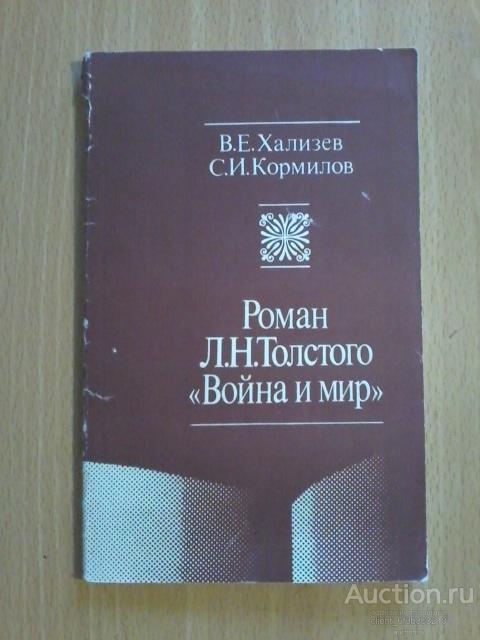 В.Е.Хализев
С.И.Кормилов
Роман
Л.Н.Толстого
«Война и мир»
Auction.ru